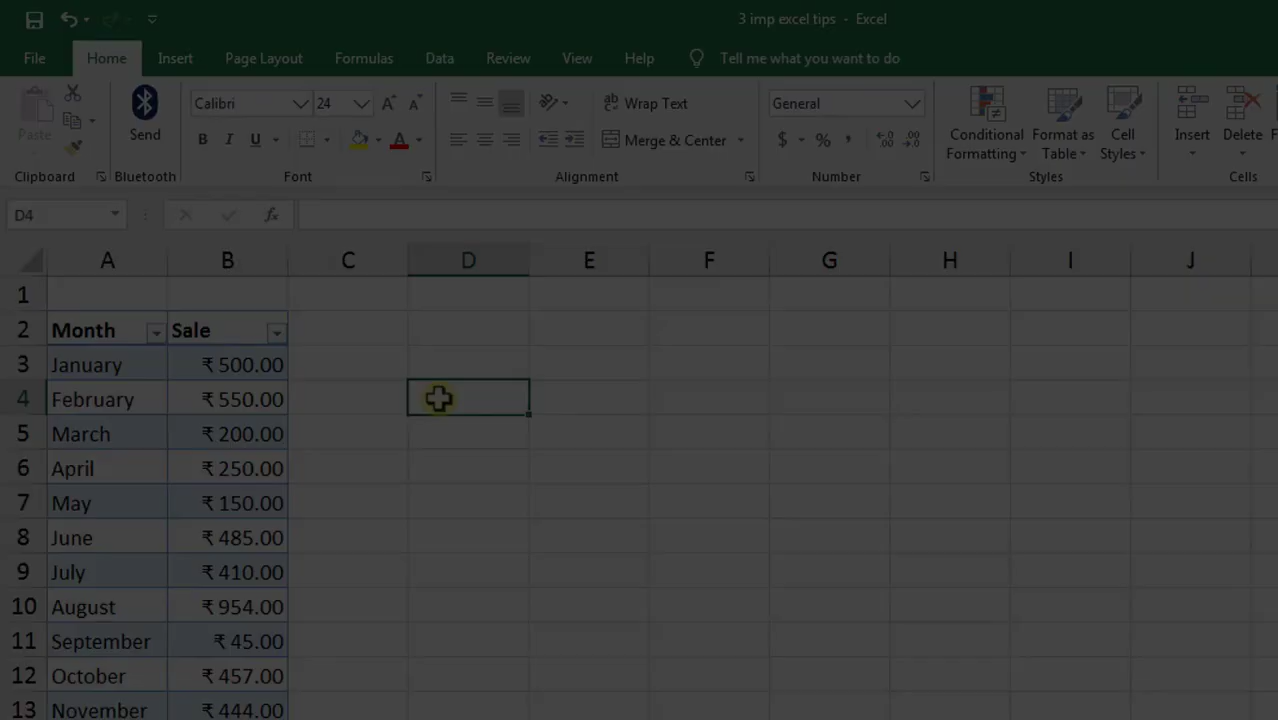 3 imp excel tips - Excel
File Home Insert Page Layout Formulas Data Review View Help Tell me what you want to do
Paste
Send
Calibri 24
B I U A
Wrap Text
Merge & Center
General
$ % ,
Conditional Formatting
Format as Table
Cell Styles
Insert
Delete
Clipboard Bluetooth Font Alignment Number Styles Cells
D4 fx
A B C D E F G H I J
1
2 Month Sale
3 January ₹ 500.00
4 February ₹ 550.00
5 March ₹ 200.00
6 April ₹ 250.00
7 May ₹ 150.00
8 June ₹ 485.00
9 July ₹ 410.00
10 August ₹ 954.00
11 September ₹ 45.00
12 October ₹ 457.00
13 November ₹ 444.00